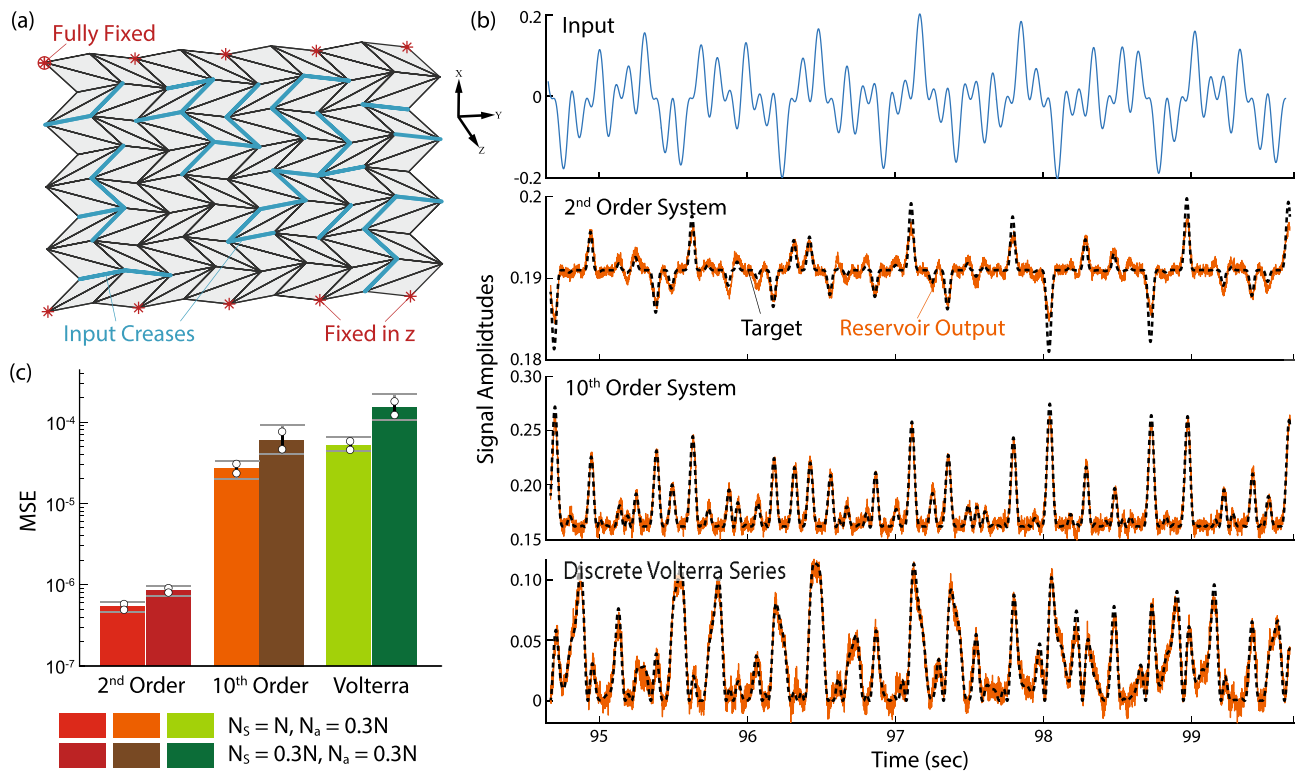 (a)
Fully Fixed
X
Y
Z
Input Creases
Fixed in z
(b)
Input
0.2
0
-0.2
2nd Order System
0.2
0.19
0.18
Target
Reservoir Output
10th Order System
0.30
0.25
0.20
0.15
Discrete Volterra Series
0.10
0.05
0
Signal Amplidtudes
95
96
97
98
99
Time (sec)
(c)
MSE
10-4
10-5
10-6
10-7
2nd Order
10th Order
Volterra
NS = N, Na = 0.3N
NS = 0.3N, Na = 0.3N